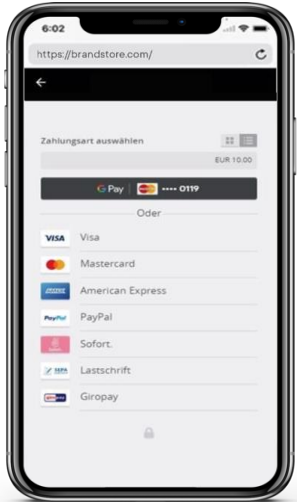 6:02
https://brandstore.com/
Zahlungsart auswählen
EUR 10.00
G Pay | •••• 0119
Oder
VISA Visa
Mastercard
American Express
PayPal PayPal
Sofort.
SEPA Lastschrift
Giropay